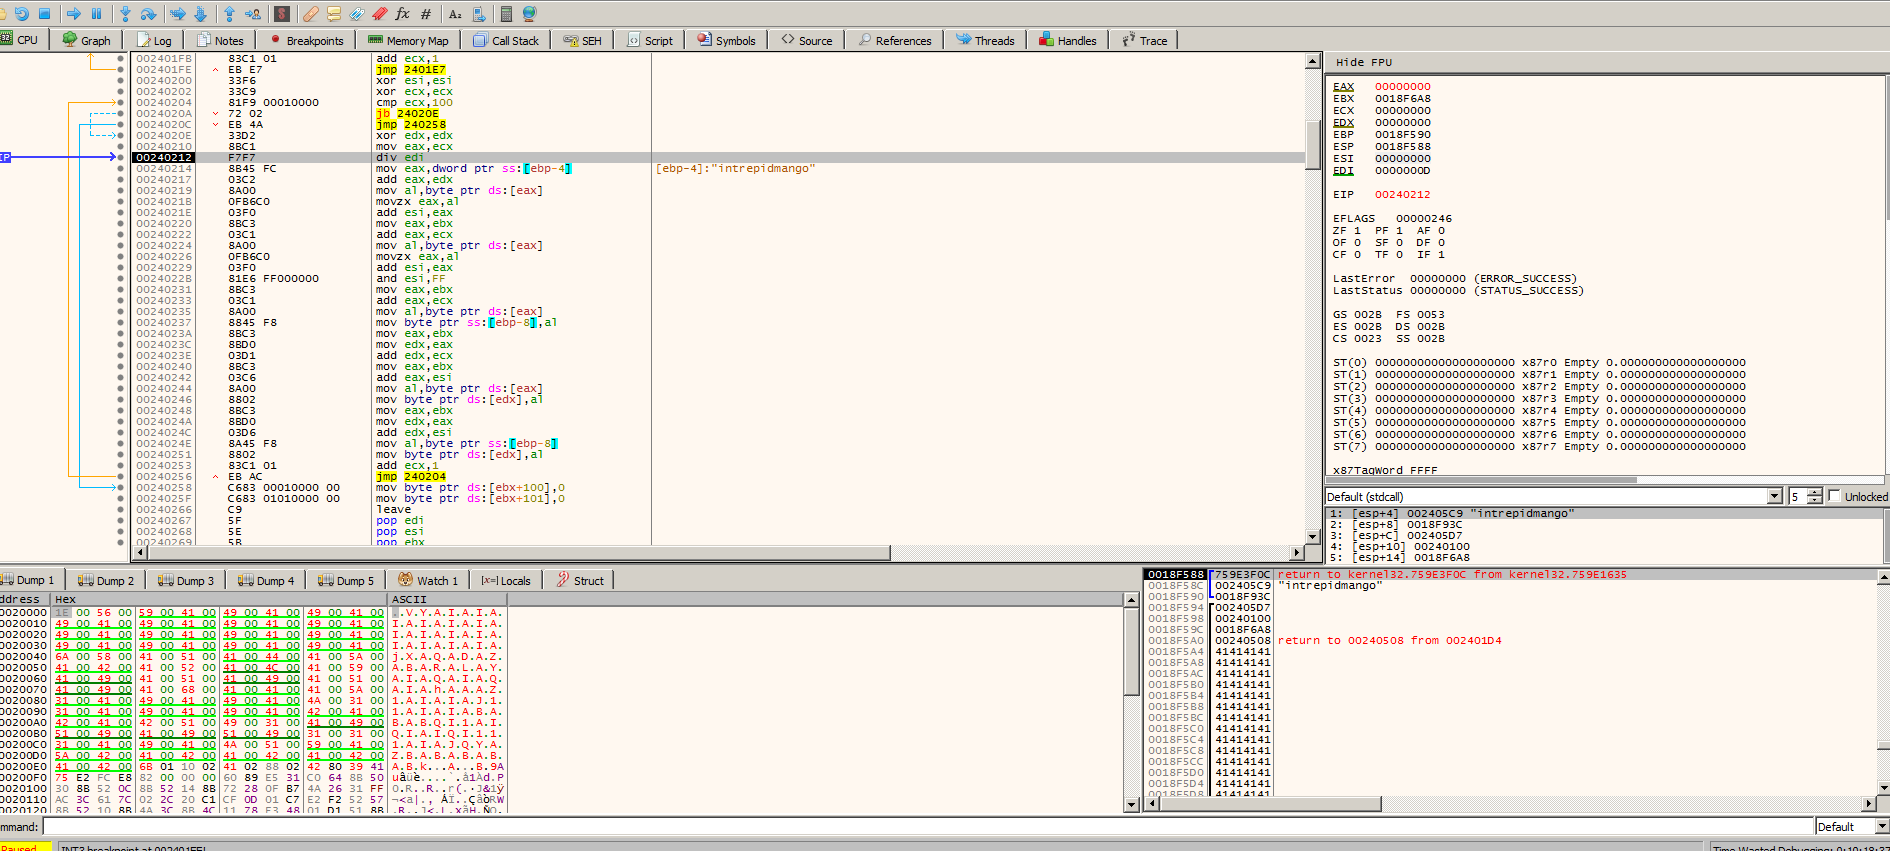 fx # A₂
CPU Graph Log Notes Breakpoints Memory Map Call Stack SEH Script Symbols Source References Threads Handles Trace
002401FB 83C1 01 add ecx,1
002401FE EB E7 jmp 2401E7
00240200 33F6 xor esi,esi
00240202 33C9 xor ecx,ecx
00240204 81F9 00010000 cmp ecx,100
0024020A 72 02 jb 24020E
0024020C EB 4A jmp 240258
0024020E 33D2 xor edx,edx
00240210 8BC1 mov eax,ecx
00240212 F7F7 div edi
00240214 8B45 FC mov eax,dword ptr ss:[ebp-4] [ebp-4]:"intrepidmango"
00240217 03C2 add eax,edx
00240219 8A00 mov al,byte ptr ds:[eax]
0024021B 0FB6C0 movzx eax,al
0024021E 03F0 add esi,eax
00240220 8BC3 mov eax,ebx
00240222 03C1 add eax,ecx
00240224 8A00 mov al,byte ptr ds:[eax]
00240226 0FB6C0 movzx eax,al
00240229 03F0 add esi,eax
0024022B 81E6 FF000000 and esi,FF
00240231 8BC3 mov eax,ebx
00240233 03C1 add eax,ecx
00240235 8A00 mov al,byte ptr ds:[eax]
00240237 8845 F8 mov byte ptr ss:[ebp-8],al
0024023A 8BC3 mov eax,ebx
0024023C 8BD0 mov edx,eax
0024023E 03D1 add edx,ecx
00240240 8BC3 mov eax,ebx
00240242 03C6 add eax,esi
00240244 8A00 mov al,byte ptr ds:[eax]
00240246 8802 mov byte ptr ds:[edx],al
00240248 8BC3 mov eax,ebx
0024024A 8BD0 mov edx,eax
0024024C 03D6 add edx,esi
0024024E 8A45 F8 mov al,byte ptr ss:[ebp-8]
00240251 8802 mov byte ptr ds:[edx],al
00240253 83C1 01 add ecx,1
00240256 EB AC jmp 240204
00240258 C683 00010000 00 mov byte ptr ds:[ebx+100],0
0024025F C683 01010000 00 mov byte ptr ds:[ebx+101],0
00240266 C9 leave
00240267 5F pop edi
00240268 5E pop esi
00240269 5B pop ebx
Hide FPU
EAX 00000000
EBX 0018F6A8
ECX 00000000
EDX 00000000
EBP 0018F590
ESP 0018F588
ESI 00000000
EDI 0000000D
EIP 00240212
EFLAGS 00000246
ZF 1 PF 1 AF 0
OF 0 SF 0 DF 0
CF 0 TF 0 IF 1
LastError 00000000 (ERROR_SUCCESS)
LastStatus 00000000 (STATUS_SUCCESS)
GS 002B FS 0053
ES 002B DS 002B
CS 0023 SS 002B
ST(0) 00000000000000000000 x87r0 Empty 0.000000000000000000
ST(1) 00000000000000000000 x87r1 Empty 0.000000000000000000
ST(2) 00000000000000000000 x87r2 Empty 0.000000000000000000
ST(3) 00000000000000000000 x87r3 Empty 0.000000000000000000
ST(4) 00000000000000000000 x87r4 Empty 0.000000000000000000
ST(5) 00000000000000000000 x87r5 Empty 0.000000000000000000
ST(6) 00000000000000000000 x87r6 Empty 0.000000000000000000
ST(7) 00000000000000000000 x87r7 Empty 0.000000000000000000
x87TagWord FFFF
Default (stdcall) 5 Unlocked
1: [esp+4] 002405C9 "intrepidmango"
2: [esp+8] 0018F93C
3: [esp+C] 002405D7
4: [esp+10] 00240100
5: [esp+14] 0018F6A8
Dump 1 Dump 2 Dump 3 Dump 4 Dump 5 Watch 1 [x=] Locals Struct
ddress Hex ASCII
0020000 1E 00 56 00 59 00 41 00 49 00 41 00 49 00 41 00 ..V.Y.A.I.A.I.A.
0020010 49 00 41 00 49 00 41 00 49 00 41 00 49 00 41 00 I.A.I.A.I.A.I.A.
0020020 49 00 41 00 49 00 41 00 49 00 41 00 49 00 41 00 I.A.I.A.I.A.I.A.
0020030 49 00 41 00 49 00 41 00 49 00 41 00 49 00 41 00 I.A.I.A.I.A.I.A.
0020040 6A 00 58 00 41 00 51 00 41 00 44 00 41 00 5A 00 j.X.A.Q.A.D.A.Z.
0020050 41 00 42 00 41 00 52 00 41 00 4C 00 41 00 59 00 A.B.A.R.A.L.A.Y.
0020060 41 00 49 00 41 00 51 00 41 00 49 00 41 00 51 00 A.I.A.Q.A.I.A.Q.
0020070 41 00 49 00 41 00 68 00 41 00 41 00 41 00 5A 00 A.I.A.h.A.A.A.Z.
0020080 31 00 41 00 49 00 41 00 49 00 41 00 4A 00 31 00 1.A.I.A.I.A.J.1.
0020090 31 00 41 00 49 00 41 00 49 00 41 00 42 00 41 00 1.A.I.A.I.A.B.A.
00200A0 42 00 41 00 42 00 51 00 49 00 31 00 41 00 49 00 B.A.B.Q.I.1.A.I.
00200B0 51 00 49 00 41 00 49 00 51 00 49 00 31 00 31 00 Q.I.A.I.Q.I.1.1.
00200C0 31 00 41 00 49 00 41 00 4A 00 51 00 59 00 41 00 1.A.I.A.J.Q.Y.A.
00200D0 5A 00 42 00 41 00 42 00 41 00 42 00 41 00 42 00 Z.B.A.B.A.B.A.B.
00200E0 41 00 42 00 6B 01 10 02 41 02 88 02 42 80 39 41 A.B.k...A...B.9A
00200F0 75 E2 FC E8 82 00 00 00 60 89 E5 31 C0 64 8B 50 uâüè....`.å1Àd.P
0020100 30 8B 52 0C 8B 52 14 8B 72 28 0F B7 4A 26 31 FF 0.R..R..r(.·J&1ÿ
0020110 AC 3C 61 7C 02 2C 20 C1 CF 0D 01 C7 E2 F2 52 57 ¬<a|., ÁÏ..ÇâòRW
0020120 8B 52 10 8B 4A 3C 8B 4C 11 78 E3 48 01 D1 51 8B .R..J<.L.xãH.ÑQ.
0018F588 759E3F0C return to kernel32.759E3F0C from kernel32.759E1635
0018F58C 002405C9 "intrepidmango"
0018F590 0018F93C
0018F594 002405D7
0018F598 00240100
0018F59C 0018F6A8
0018F5A0 00240508 return to 00240508 from 002401D4
0018F5A4 41414141
0018F5A8 41414141
0018F5AC 41414141
0018F5B0 41414141
0018F5B4 41414141
0018F5B8 41414141
0018F5BC 41414141
0018F5C0 41414141
0018F5C4 41414141
0018F5C8 41414141
0018F5CC 41414141
0018F5D0 41414141
0018F5D4 41414141
0018F5D8 41414141
mmand: Default
Paused INT3 breakpoint at 002401FE! Time Wasted Debugging: 0:10:18:37